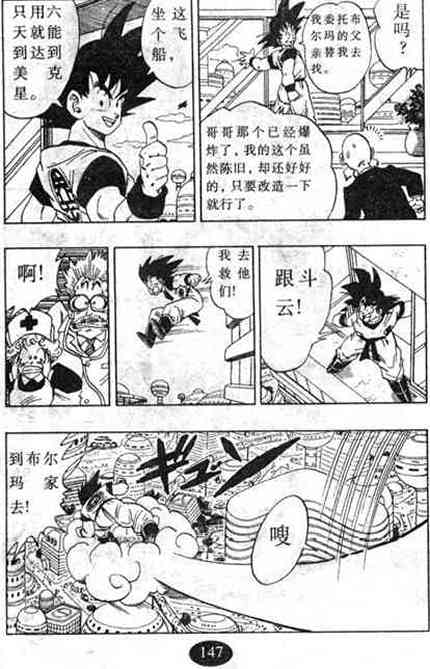 是
吗?
我委托布
尔玛的父
亲替我去
找。
哥哥那个已经爆
炸了,我的这个虽
然陈旧,却还好好
的,只要改造一下
就行了。
坐这
个飞
船,
只用六
天就能
到达克
美星。
跟斗
云!
我去
救他
们!
啊!
嗖
ギューン
到布尔
玛家
去!
147